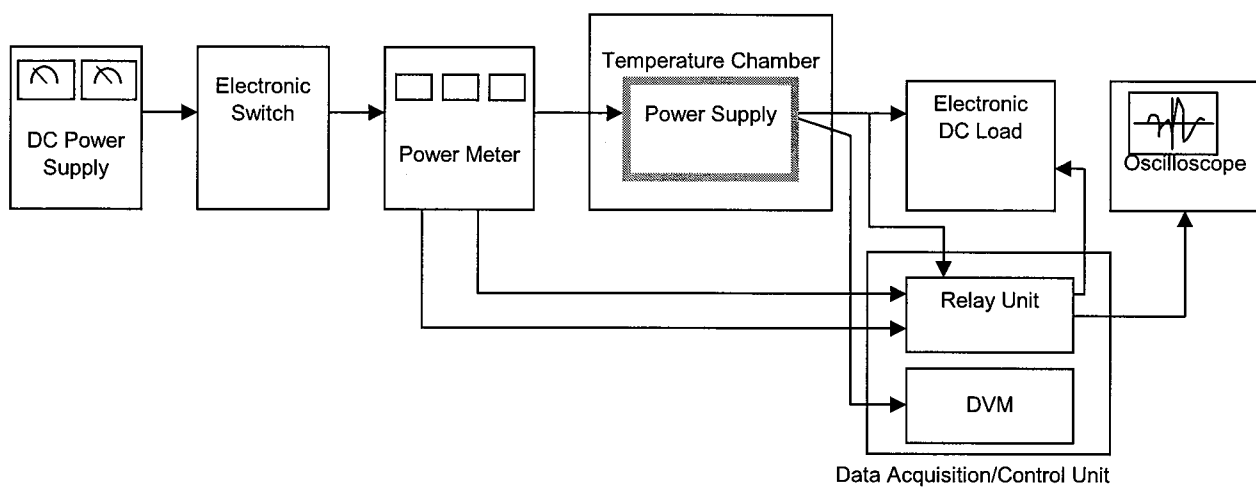 DC Power
Supply
Electronic
Switch
Power Meter
Temperature Chamber
Power Supply
Electronic
DC Load
Oscilloscope
Relay Unit
DVM
Data Acquisition/Control Unit